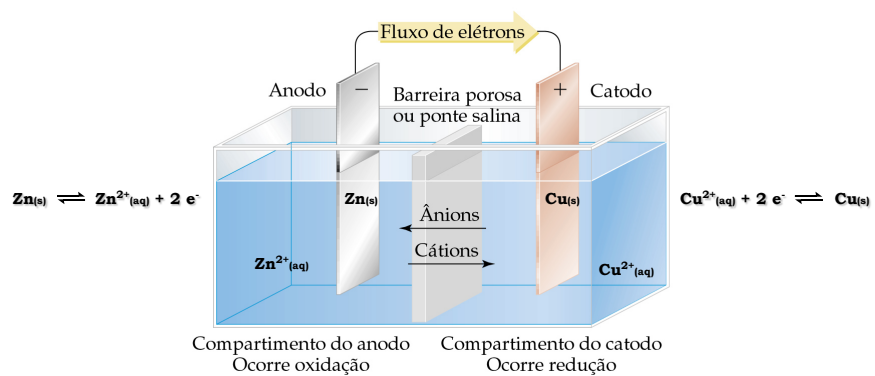 Fluxo de elétrons
Anodo
−
+
Catodo
Barreira porosa
ou ponte salina
Zn(s) ⇌ Zn²⁺(aq) + 2 e⁻
Zn(s)
Cu(s)
Cu²⁺(aq) + 2 e⁻ ⇌ Cu(s)
Ânions
Cátions
Zn²⁺(aq)
Cu²⁺(aq)
Compartimento do anodo
Ocorre oxidação
Compartimento do catodo
Ocorre redução